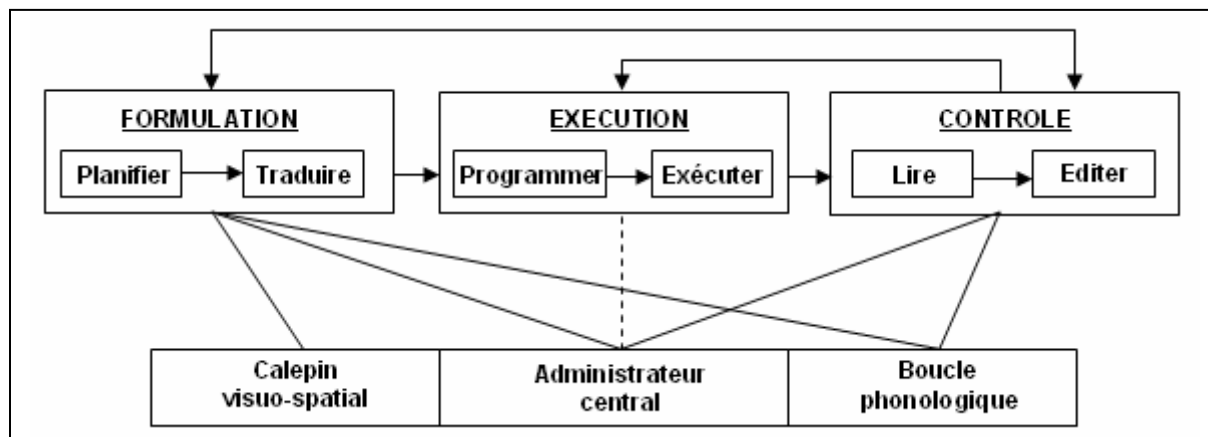 FORMULATION
Planifier
Traduire
EXECUTION
Programmer
Exécuter
CONTROLE
Lire
Editer
Calepin
visuo-spatial
Administrateur
central
Boucle
phonologique